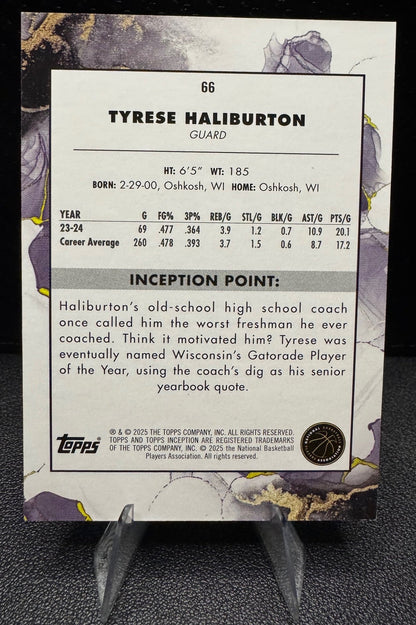 66
TYRESE HALIBURTON
GUARD
HT: 6'5" WT: 185
BORN: 2-29-00, Oshkosh, WI HOME: Oshkosh, WI
YEAR G FG% 3P% REB/G STL/G BLK/G AST/G PTS/G
23-24 69 .477 .364 3.9 1.2 0.7 10.9 20.1
Career Average 260 .478 .393 3.7 1.5 0.6 8.7 17.2
INCEPTION POINT:
Haliburton's old-school high school coach
once called him the worst freshman he ever
coached. Think it motivated him? Tyrese was
eventually named Wisconsin's Gatorade Player
of the Year, using the coach's dig as his senior
yearbook quote.
Topps
® & © 2025 THE TOPPS COMPANY, INC. ALL RIGHTS RESERVED.
TOPPS AND TOPPS INCEPTION ARE REGISTERED TRADEMARKS
OF THE TOPPS COMPANY, INC. © 2025 the National Basketball
Players Association. All rights reserved.